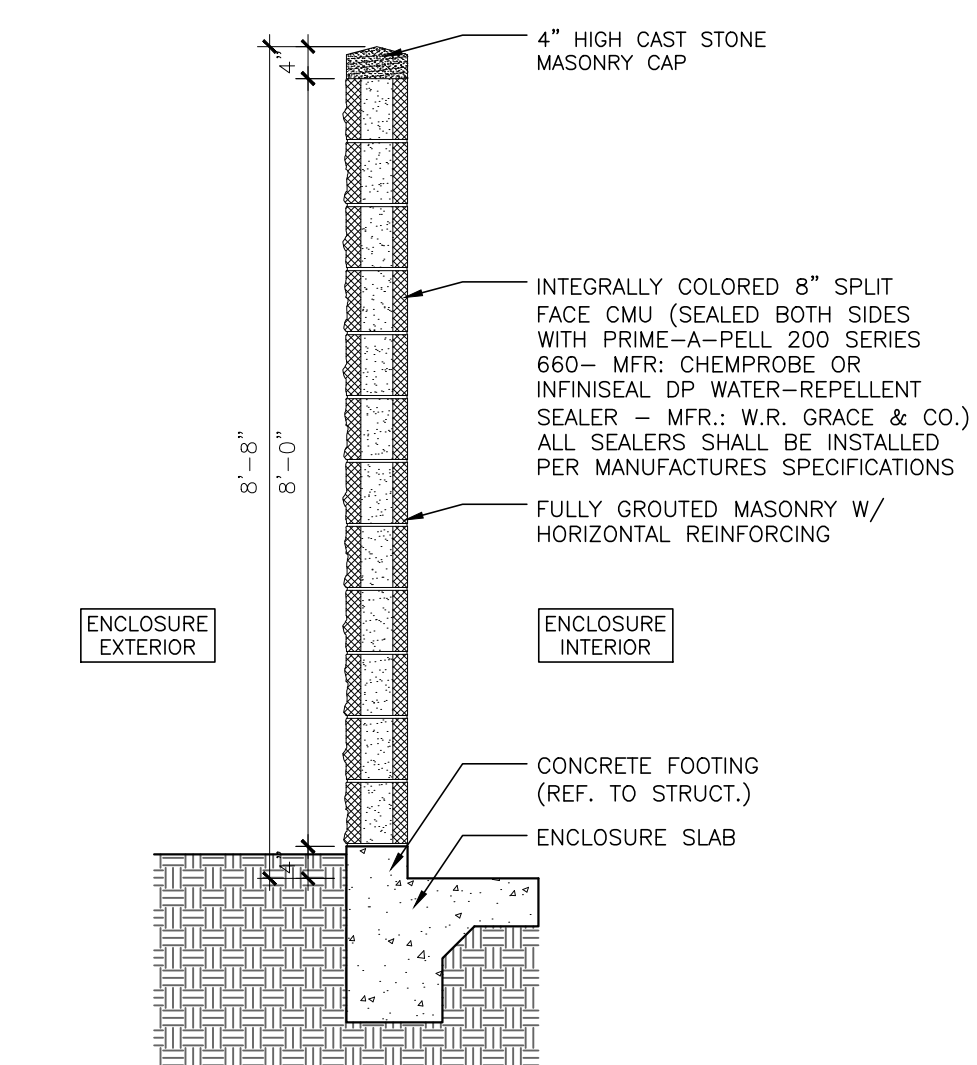 4” HIGH CAST STONE
MASONRY CAP
4”
INTEGRALLY COLORED 8” SPLIT
FACE CMU (SEALED BOTH SIDES
WITH PRIME–A–PELL 200 SERIES
660– MFR: CHEMPROBE OR
INFINISEAL DP WATER–REPELLENT
SEALER – MFR.: W.R. GRACE & CO.)
ALL SEALERS SHALL BE INSTALLED
PER MANUFACTURES SPECIFICATIONS
8'–8”
8'–0”
FULLY GROUTED MASONRY W/
HORIZONTAL REINFORCING
ENCLOSURE
EXTERIOR
ENCLOSURE
INTERIOR
CONCRETE FOOTING
(REF. TO STRUCT.)
ENCLOSURE SLAB
4”